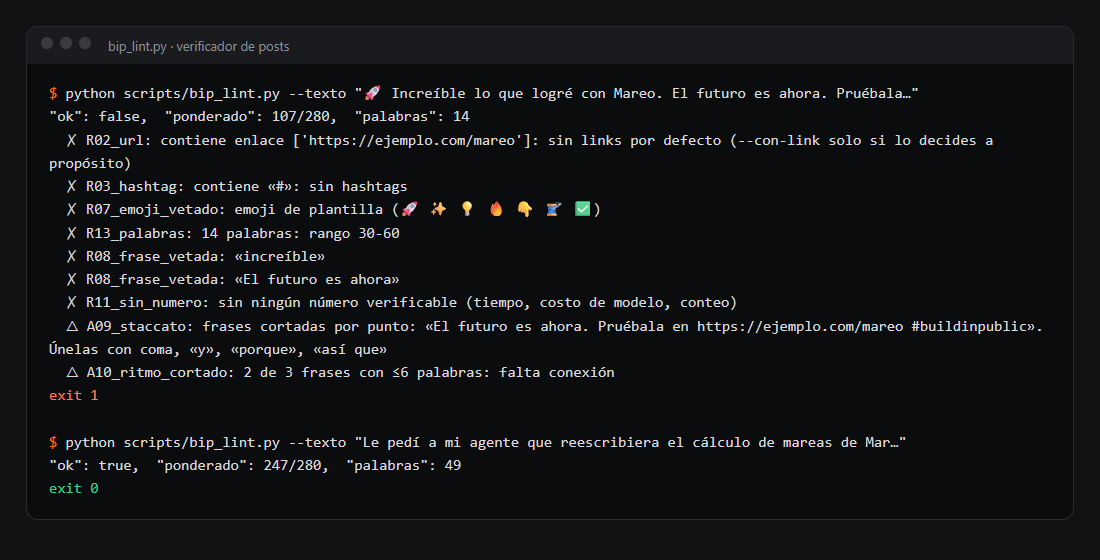 bip_lint.py · verificador de posts
$ python scripts/bip_lint.py --texto "🚀 Increíble lo que logré con Mareo. El futuro es ahora. Pruébala…"
"ok": false,  "ponderado": 107/280,  "palabras": 14
✗ R02_url: contiene enlace ['https://ejemplo.com/mareo']: sin links por defecto (--con-link solo si lo decides a
propósito)
✗ R03_hashtag: contiene «#»: sin hashtags
✗ R07_emoji_vetado: emoji de plantilla (🚀 ✨ 💡 🔥 👇 🧵 ✅)
✗ R13_palabras: 14 palabras: rango 30-60
✗ R08_frase_vetada: «increíble»
✗ R08_frase_vetada: «El futuro es ahora»
✗ R11_sin_numero: sin ningún número verificable (tiempo, costo de modelo, conteo)
△ A09_staccato: frases cortadas por punto: «El futuro es ahora. Pruébala en https://ejemplo.com/mareo #buildinpublic».
Únelas con coma, «y», «porque», «así que»
△ A10_ritmo_cortado: 2 de 3 frases con ≤6 palabras: falta conexión
exit 1
$ python scripts/bip_lint.py --texto "Le pedí a mi agente que reescribiera el cálculo de mareas de Mar…"
"ok": true,  "ponderado": 247/280,  "palabras": 49
exit 0